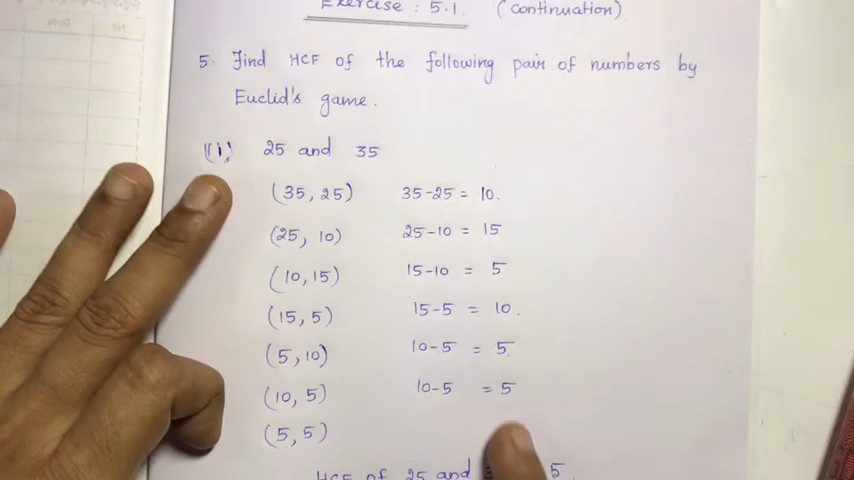 Exercise : 5.1. (continuation).
5. Find HCF of the following pair of numbers by
Euclid's game.
(i) 25 and 35
(35, 25) 35-25 = 10.
(25, 10) 25-10 = 15
(10, 15) 15-10 = 5
(15, 5) 15-5 = 10.
(5, 10) 10-5 = 5.
(10, 5) 10-5 = 5
(5, 5)
HCF of 25 and 5